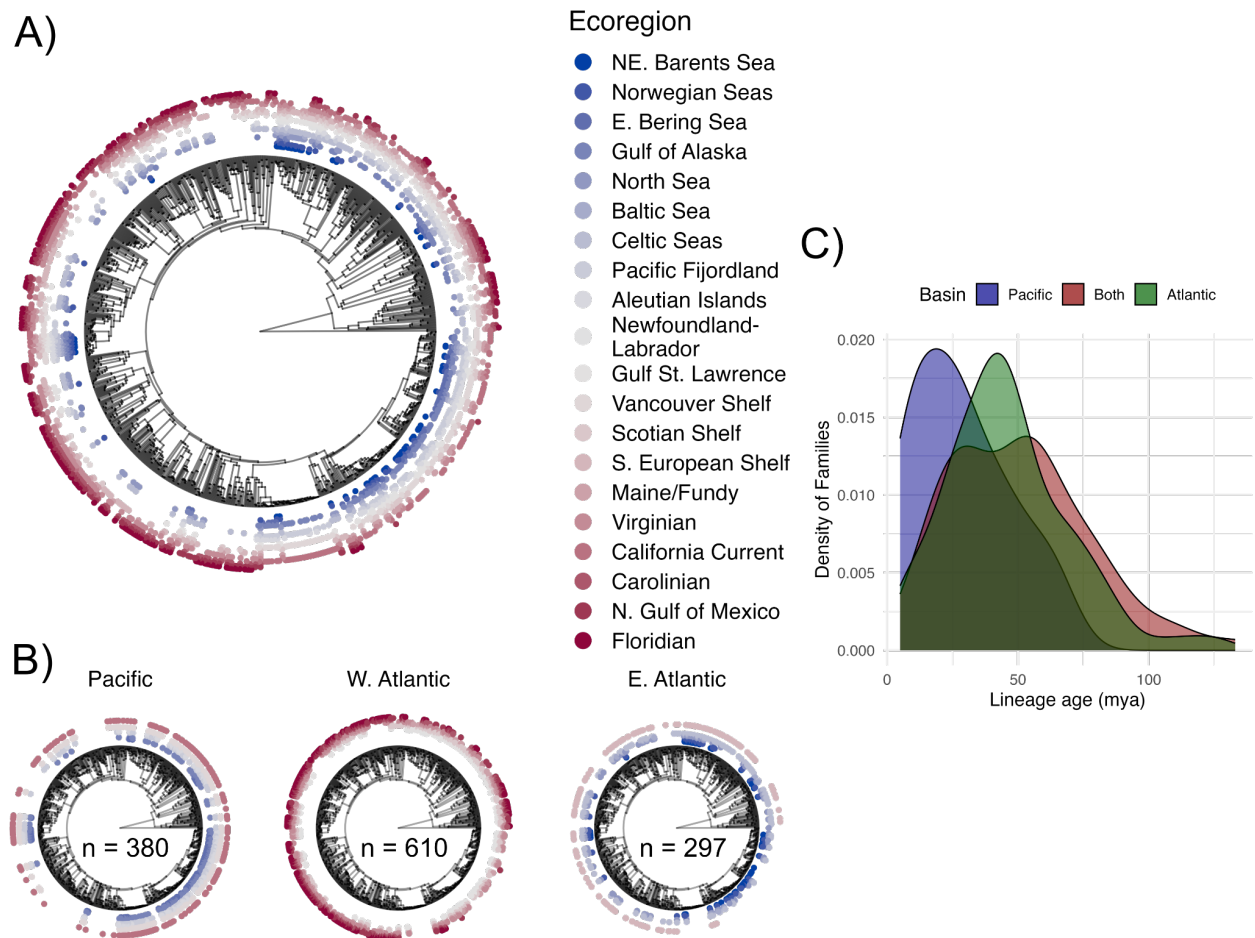 A)
Ecoregion
NE. Barents Sea
Norwegian Seas
E. Bering Sea
Gulf of Alaska
North Sea
Baltic Sea
Celtic Seas
Pacific Fijordland
Aleutian Islands
Newfoundland-
Labrador
Gulf St. Lawrence
Vancouver Shelf
Scotian Shelf
S. European Shelf
Maine/Fundy
Virginian
California Current
Carolinian
N. Gulf of Mexico
Floridian
B)
Pacific
W. Atlantic
E. Atlantic
n = 380
n = 610
n = 297
C)
Basin Pacific Both Atlantic
Density of Families
0.020
0.015
0.010
0.005
0.000
0 50 100
Lineage age (mya)